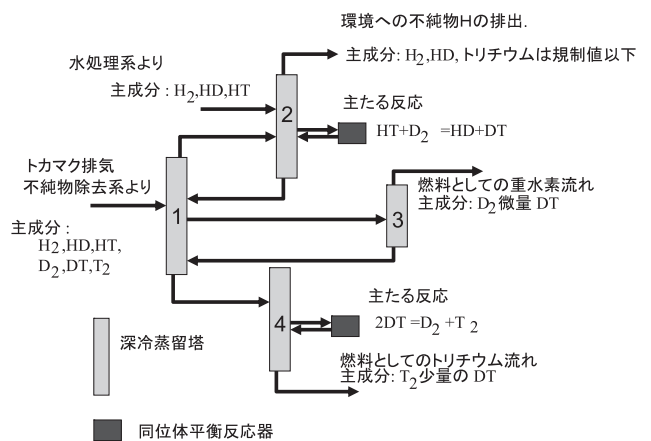 環境への不純物Hの排出.
主成分: H2,HD,トリチウムは規制値以下
水処理系より
主成分 : H2,HD,HT
2
主たる反応
HT+D2 =HD+DT
トカマク排気
不純物除去系より
主成分 :
H2,HD,HT,
D2,DT,T2
1
3
燃料としての重水素流れ
主成分: D2微量 DT
4
主たる反応
2DT =D2 +T 2
燃料としてのトリチウム流れ
主成分: T2少量の DT
深冷蒸留塔
同位体平衡反応器